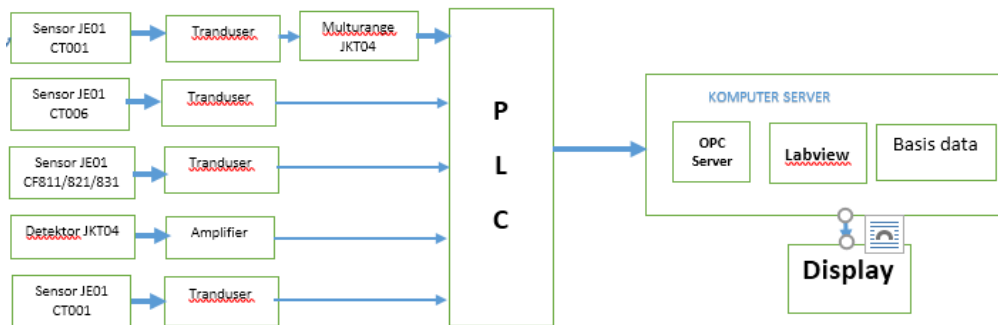 Sensor JE01
CT001
Tranduser
Multurange
JKT04
Sensor JE01
CT006
Tranduser
Sensor JE01
CF811/821/831
Tranduser
Detektor JKT04
Amplifier
Sensor JE01
CT001
Tranduser
P
L
C
KOMPUTER SERVER
OPC
Server
Labview
Basis data
Display